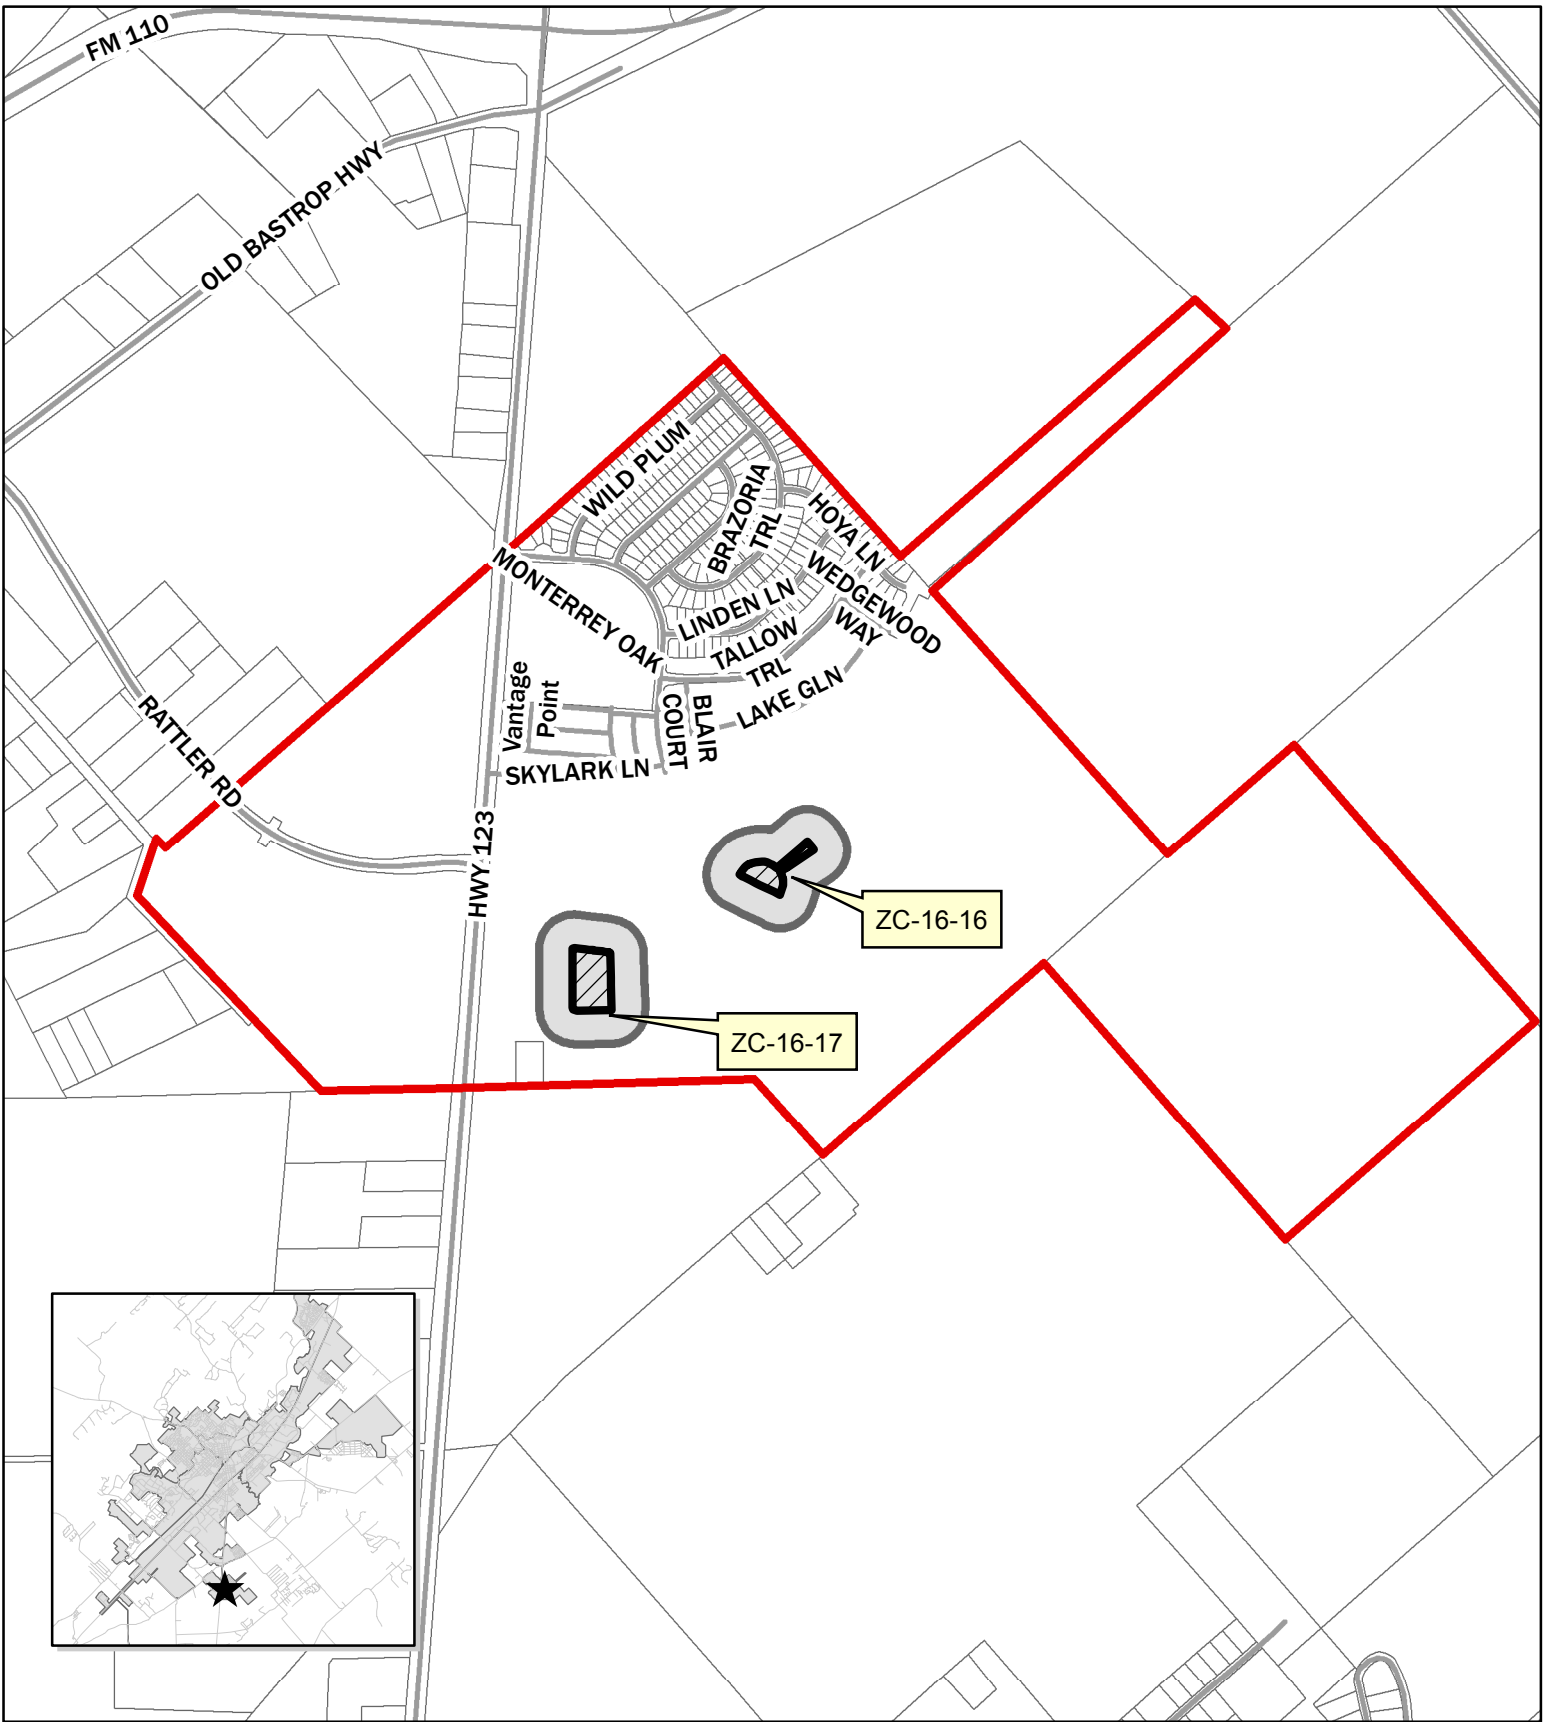 FM 110
OLD BASTROP HWY
WILD PLUM
BRAZORIA
TRL
HOYA LN
WEDGEWOOD
WAY
MONTERREY OAK
LINDEN LN
TALLOW
TRL
LAKE GLN
Vantage
Point
BLAIR
COURT
SKYLARK LN
RATTLER RD
HWY 123
ZC-16-16
ZC-16-17